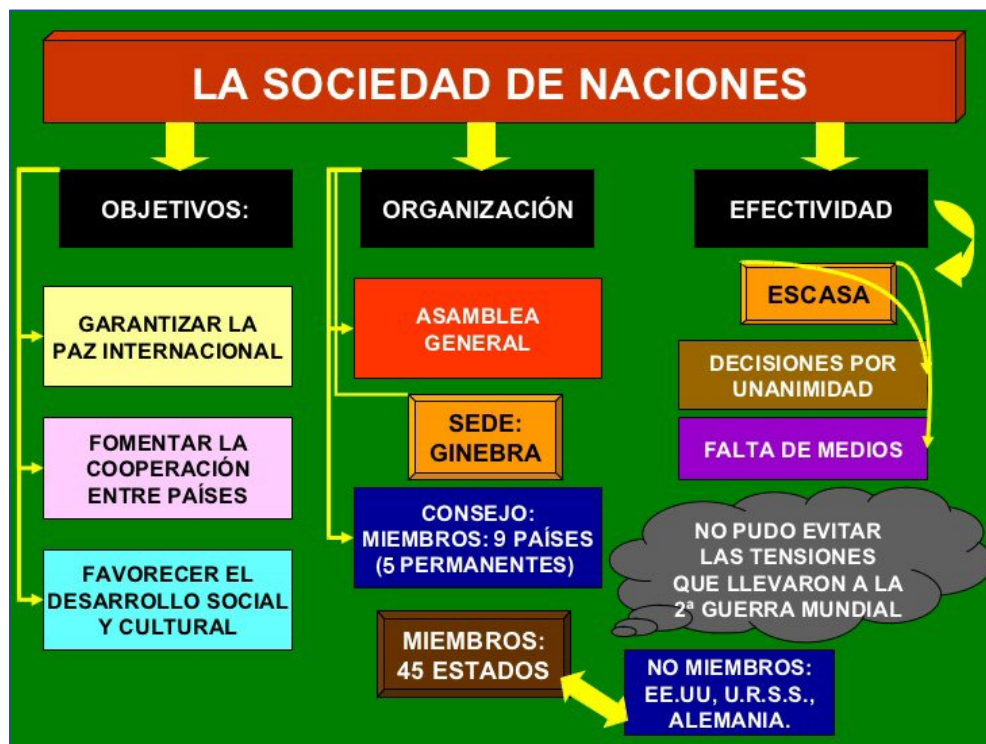 LA SOCIEDAD DE NACIONES
OBJETIVOS:
GARANTIZAR LA
PAZ INTERNACIONAL
FOMENTAR LA
COOPERACIÓN
ENTRE PAÍSES
FAVORECER EL
DESARROLLO SOCIAL
Y CULTURAL
ORGANIZACIÓN
ASAMBLEA
GENERAL
SEDE:
GINEBRA
CONSEJO:
MIEMBROS: 9 PAÍSES
(5 PERMANENTES)
MIEMBROS:
45 ESTADOS
NO MIEMBROS:
EE.UU, U.R.S.S.,
ALEMANIA.
EFECTIVIDAD
ESCASA
DECISIONES POR
UNANIMIDAD
FALTA DE MEDIOS
NO PUDO EVITAR
LAS TENSIONES
QUE LLEVARON A LA
2ª GUERRA MUNDIAL